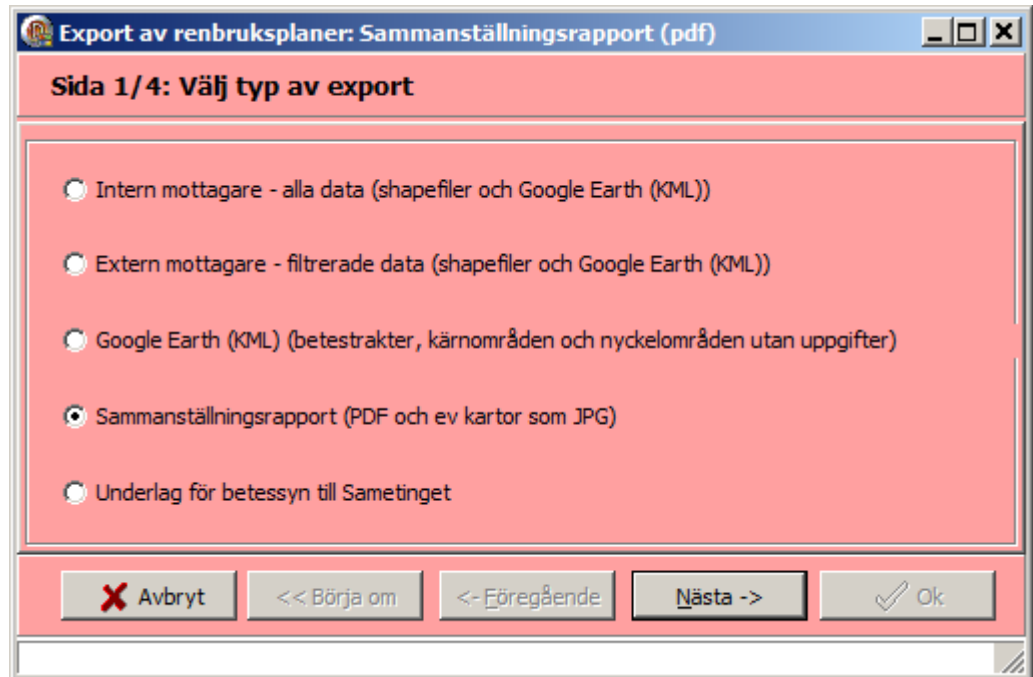 Export av renbruksplaner: Sammanställningsrapport (pdf)
Sida 1/4: Välj typ av export
Intern mottagare - alla data (shapefiler och Google Earth (KML))
Extern mottagare - filtrerade data (shapefiler och Google Earth (KML))
Google Earth (KML) (betestrakter, kärnområden och nyckelområden utan uppgifter)
Sammanställningsrapport (PDF och ev kartor som JPG)
Underlag för betessyn till Sametinget
Avbryt << Börja om <- Föregående Nästa -> Ok